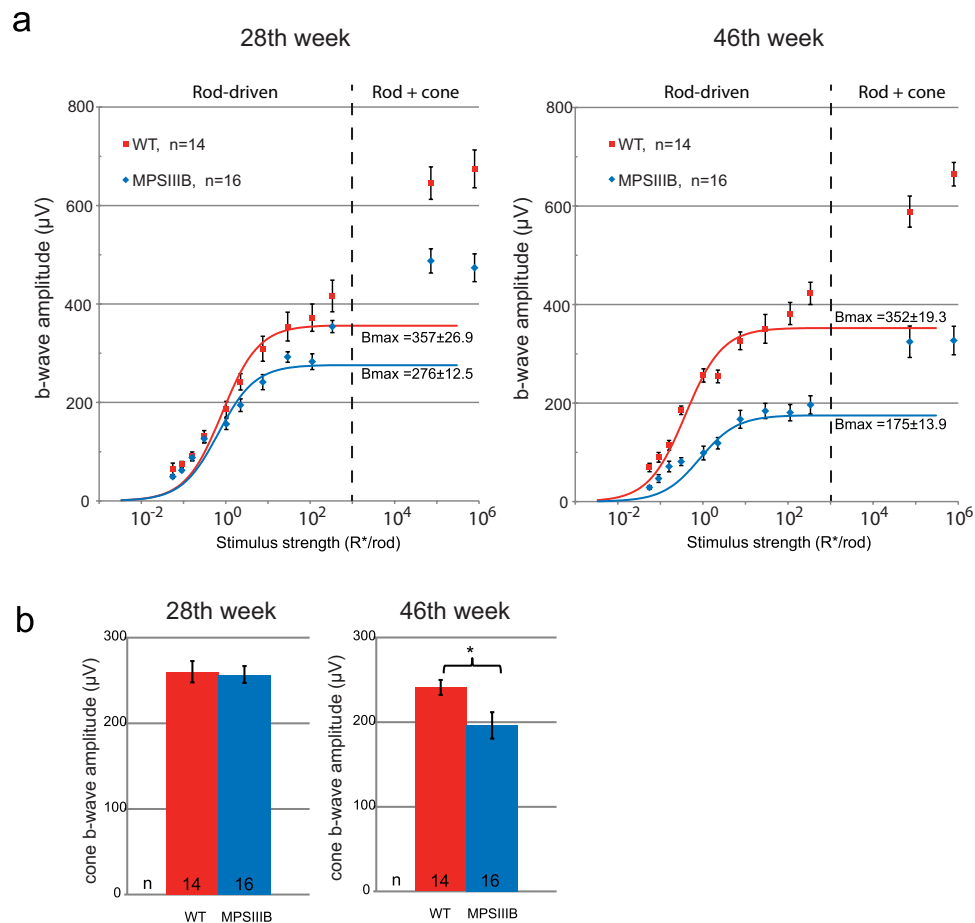 a
28th week
46th week
Rod-driven
Rod + cone
Rod-driven
Rod + cone
b-wave amplitude (µV)
800
600
400
200
0
WT, n=14
MPSIIIB, n=16
Bmax =357±26.9
Bmax =276±12.5
10-2
100
102
104
106
Stimulus strength (R*/rod)
b-wave amplitude (µV)
800
600
400
200
0
WT, n=14
MPSIIIB, n=16
Bmax =352±19.3
Bmax =175±13.9
10-2
100
102
104
106
Stimulus strength (R*/rod)
b
28th week
46th week
cone b-wave amplitude (µV)
300
200
100
0
n
14
16
WT
MPSIIIB
cone b-wave amplitude (µV)
300
200
100
0
*
n
14
16
WT
MPSIIIB